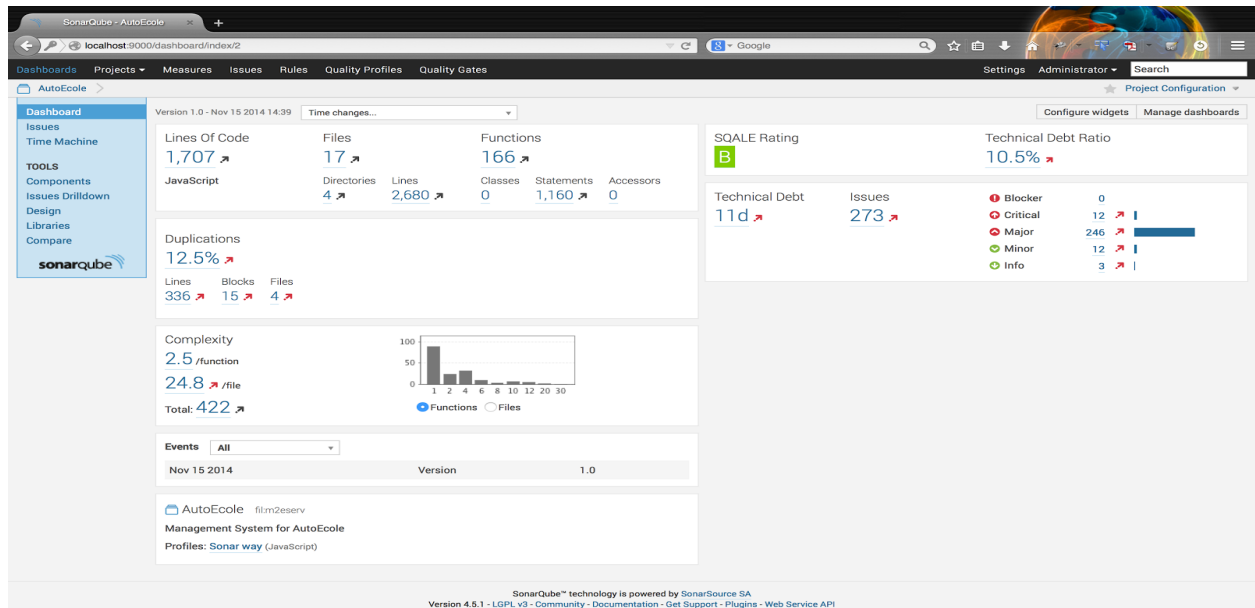 SonarQube - AutoEcole
localhost:9000/dashboard/index/2
Google
Dashboards Projects Measures Issues Rules Quality Profiles Quality Gates
Settings Administrator Search
AutoEcole
Project Configuration
Dashboard
Issues
Time Machine
TOOLS
Components
Issues Drilldown
Design
Libraries
Compare
sonarqube
Version 1.0 - Nov 15 2014 14:39 Time changes...
Configure widgets Manage dashboards
Lines Of Code Files Functions
1,707 17 166
JavaScript Directories Lines Classes Statements Accessors
4 2,680 0 1,160 0
Duplications
12.5%
Lines Blocks Files
336 15 4
Complexity
2.5 /function
24.8 /file
Total: 422
100
50
0
1 2 4 6 8 10 12 20 30
Functions Files
Events All
Nov 15 2014 Version 1.0
AutoEcole fil:m2eserv
Management System for AutoEcole
Profiles: Sonar way (JavaScript)
SQALE Rating Technical Debt Ratio
B 10.5%
Technical Debt Issues
11d 273
Blocker 0
Critical 12
Major 246
Minor 12
Info 3
SonarQube™ technology is powered by SonarSource SA
Version 4.5.1 - LGPL v3 - Community - Documentation - Get Support - Plugins - Web Service API